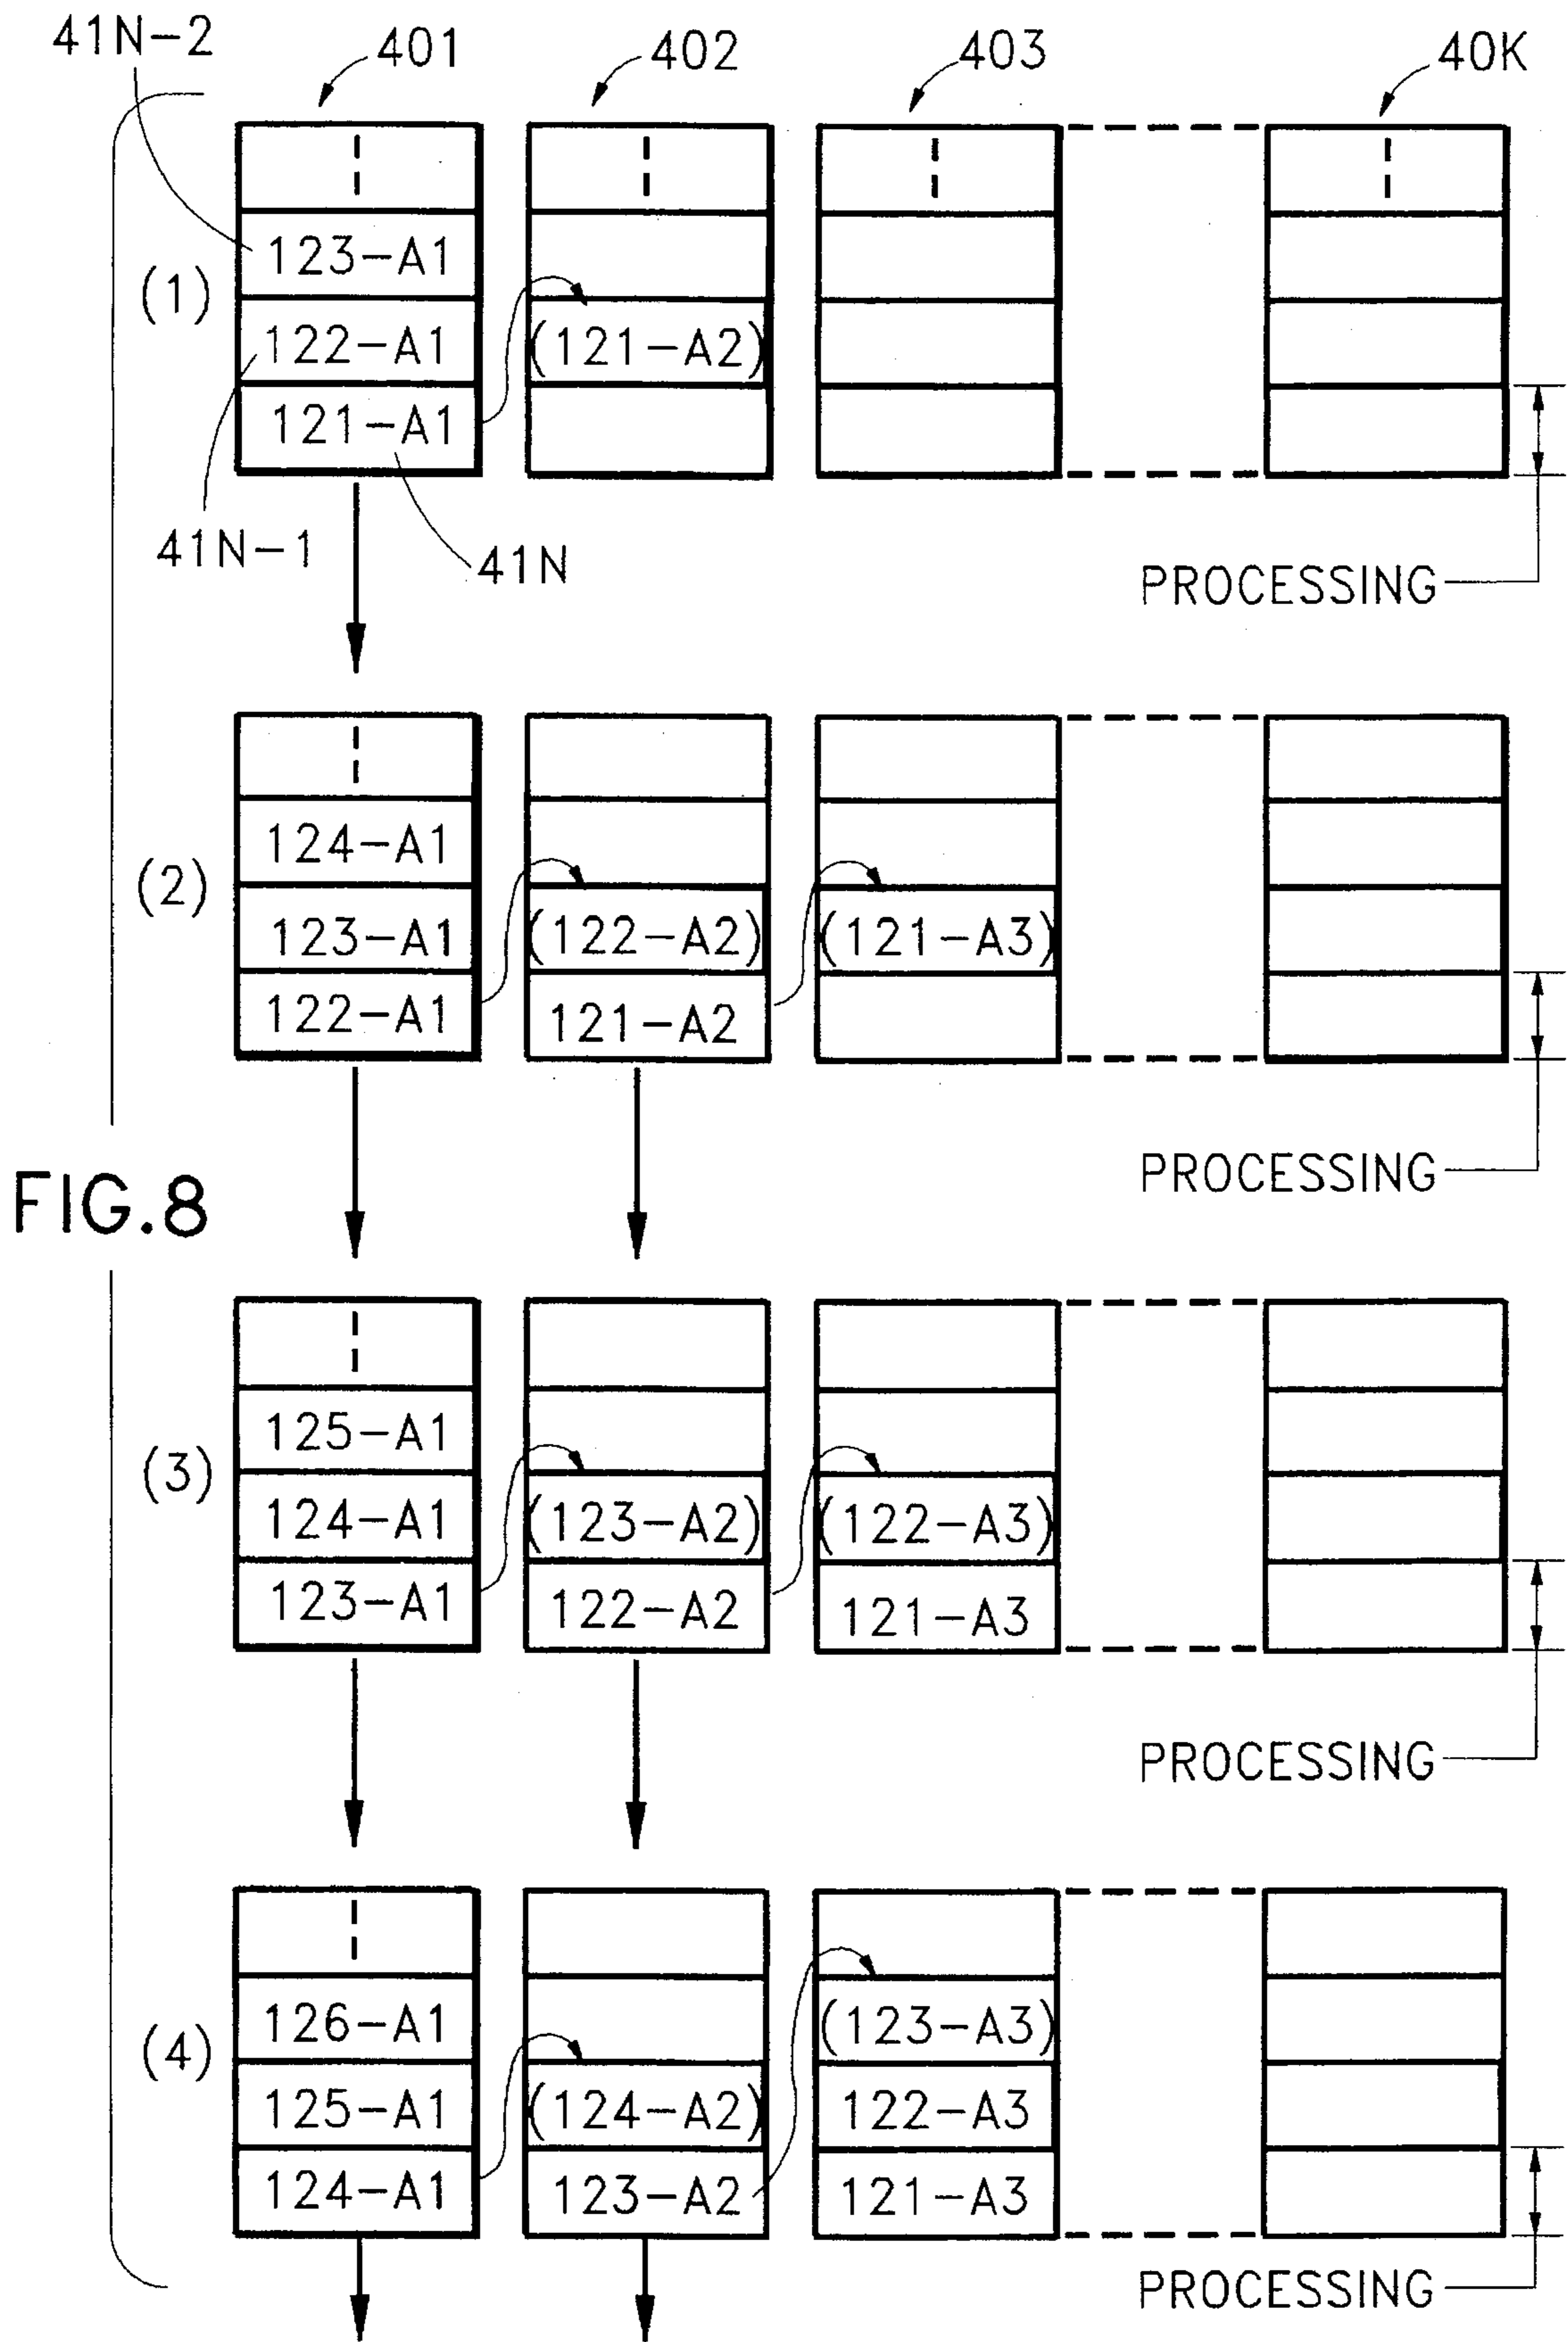 41N-2
401
402
403
40K
(1)
123-A1
122-A1
(121-A2)
121-A1
41N-1
41N
PROCESSING
(2)
124-A1
123-A1
(122-A2)
(121-A3)
122-A1
121-A2
PROCESSING
FIG.8
(3)
125-A1
124-A1
(123-A2)
(122-A3)
123-A1
122-A2
121-A3
PROCESSING
(4)
126-A1
(123-A3)
125-A1
(124-A2)
122-A3
124-A1
123-A2
121-A3
PROCESSING